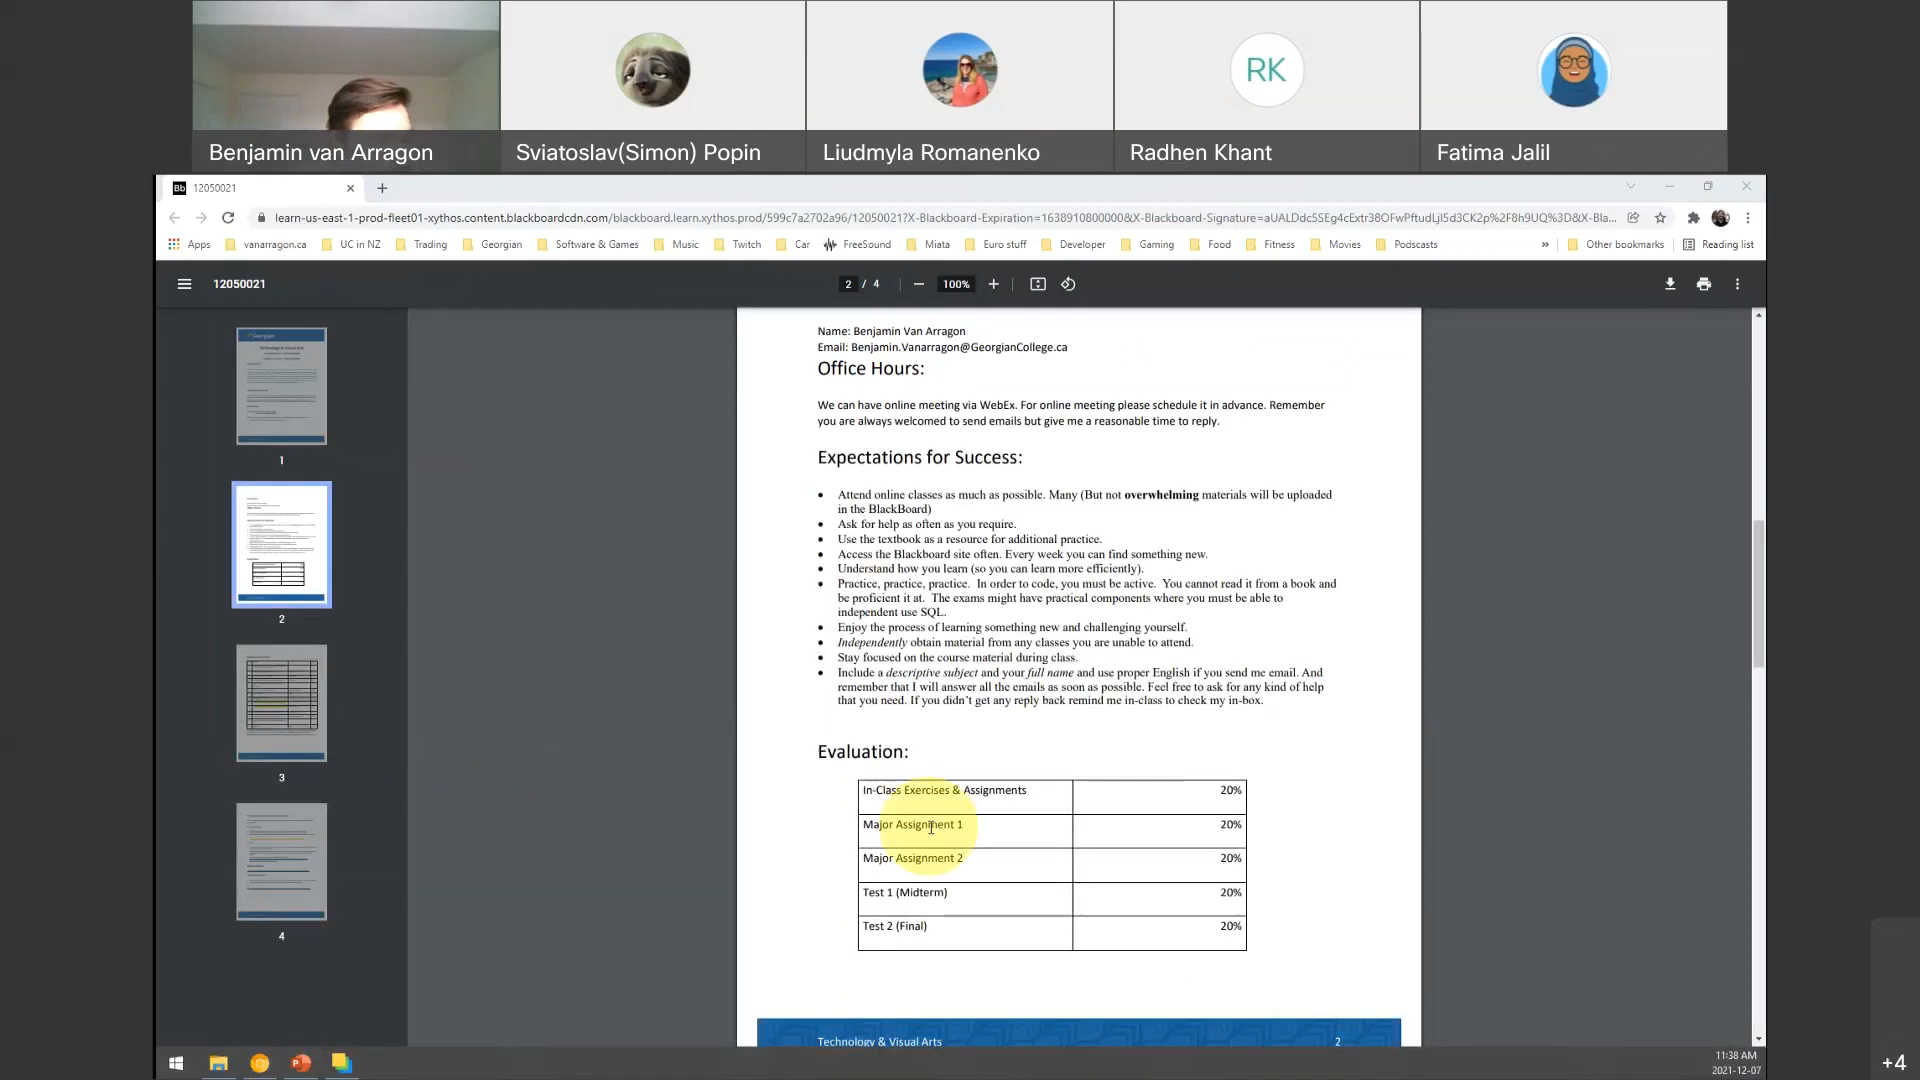 Benjamin van Arragon
Sviatoslav(Simon) Popin
Liudmyla Romanenko
RK
Radhen Khant
Fatima Jalil
Bb 12050021
learn-us-east-1-prod-fleet01-xythos.content.blackboardcdn.com/blackboard.learn.xythos.prod/599c7a2702a96/12050021?X-Blackboard-Expiration=1638910800000&X-Blackboard-Signature=
Apps vanarragon.ca UC in NZ Trading Georgian Software & Games Music Twitch Car FreeSound Miata Euro stuff Developer Gaming Food Fitness Movies Podscasts » Other bookmarks Reading list
12050021 2 / 4 100%
1
2
3
4
Name: Benjamin Van Arragon
Email: Benjamin.Vanarragon@GeorgianCollege.ca
Office Hours:
We can have online meeting via WebEx. For online meeting please schedule it in advance. Remember
you are always welcomed to send emails but give me a reasonable time to reply.
Expectations for Success:
• Attend online classes as much as possible. Many (But not overwhelming materials will be uploaded
in the BlackBoard)
• Ask for help as often as you require.
• Use the textbook as a resource for additional practice.
• Access the Blackboard site often. Every week you can find something new.
• Understand how you learn (so you can learn more efficiently).
• Practice, practice, practice. In order to code, you must be active. You cannot read it from a book and
be proficient it at. The exams might have practical components where you must be able to
independent use SQL.
• Enjoy the process of learning something new and challenging yourself.
• Independently obtain material from any classes you are unable to attend.
• Stay focused on the course material during class.
• Include a descriptive subject and your full name and use proper English if you send me email. And
remember that I will answer all the emails as soon as possible. Feel free to ask for any kind of help
that you need. If you didn't get any reply back remind me in-class to check my in-box.
Evaluation:
In-Class Exercises & Assignments 20%
Major Assignment 1 20%
Major Assignment 2 20%
Test 1 (Midterm) 20%
Test 2 (Final) 20%
Technology & Visual Arts 2
11:38 AM
2021-12-07
+4